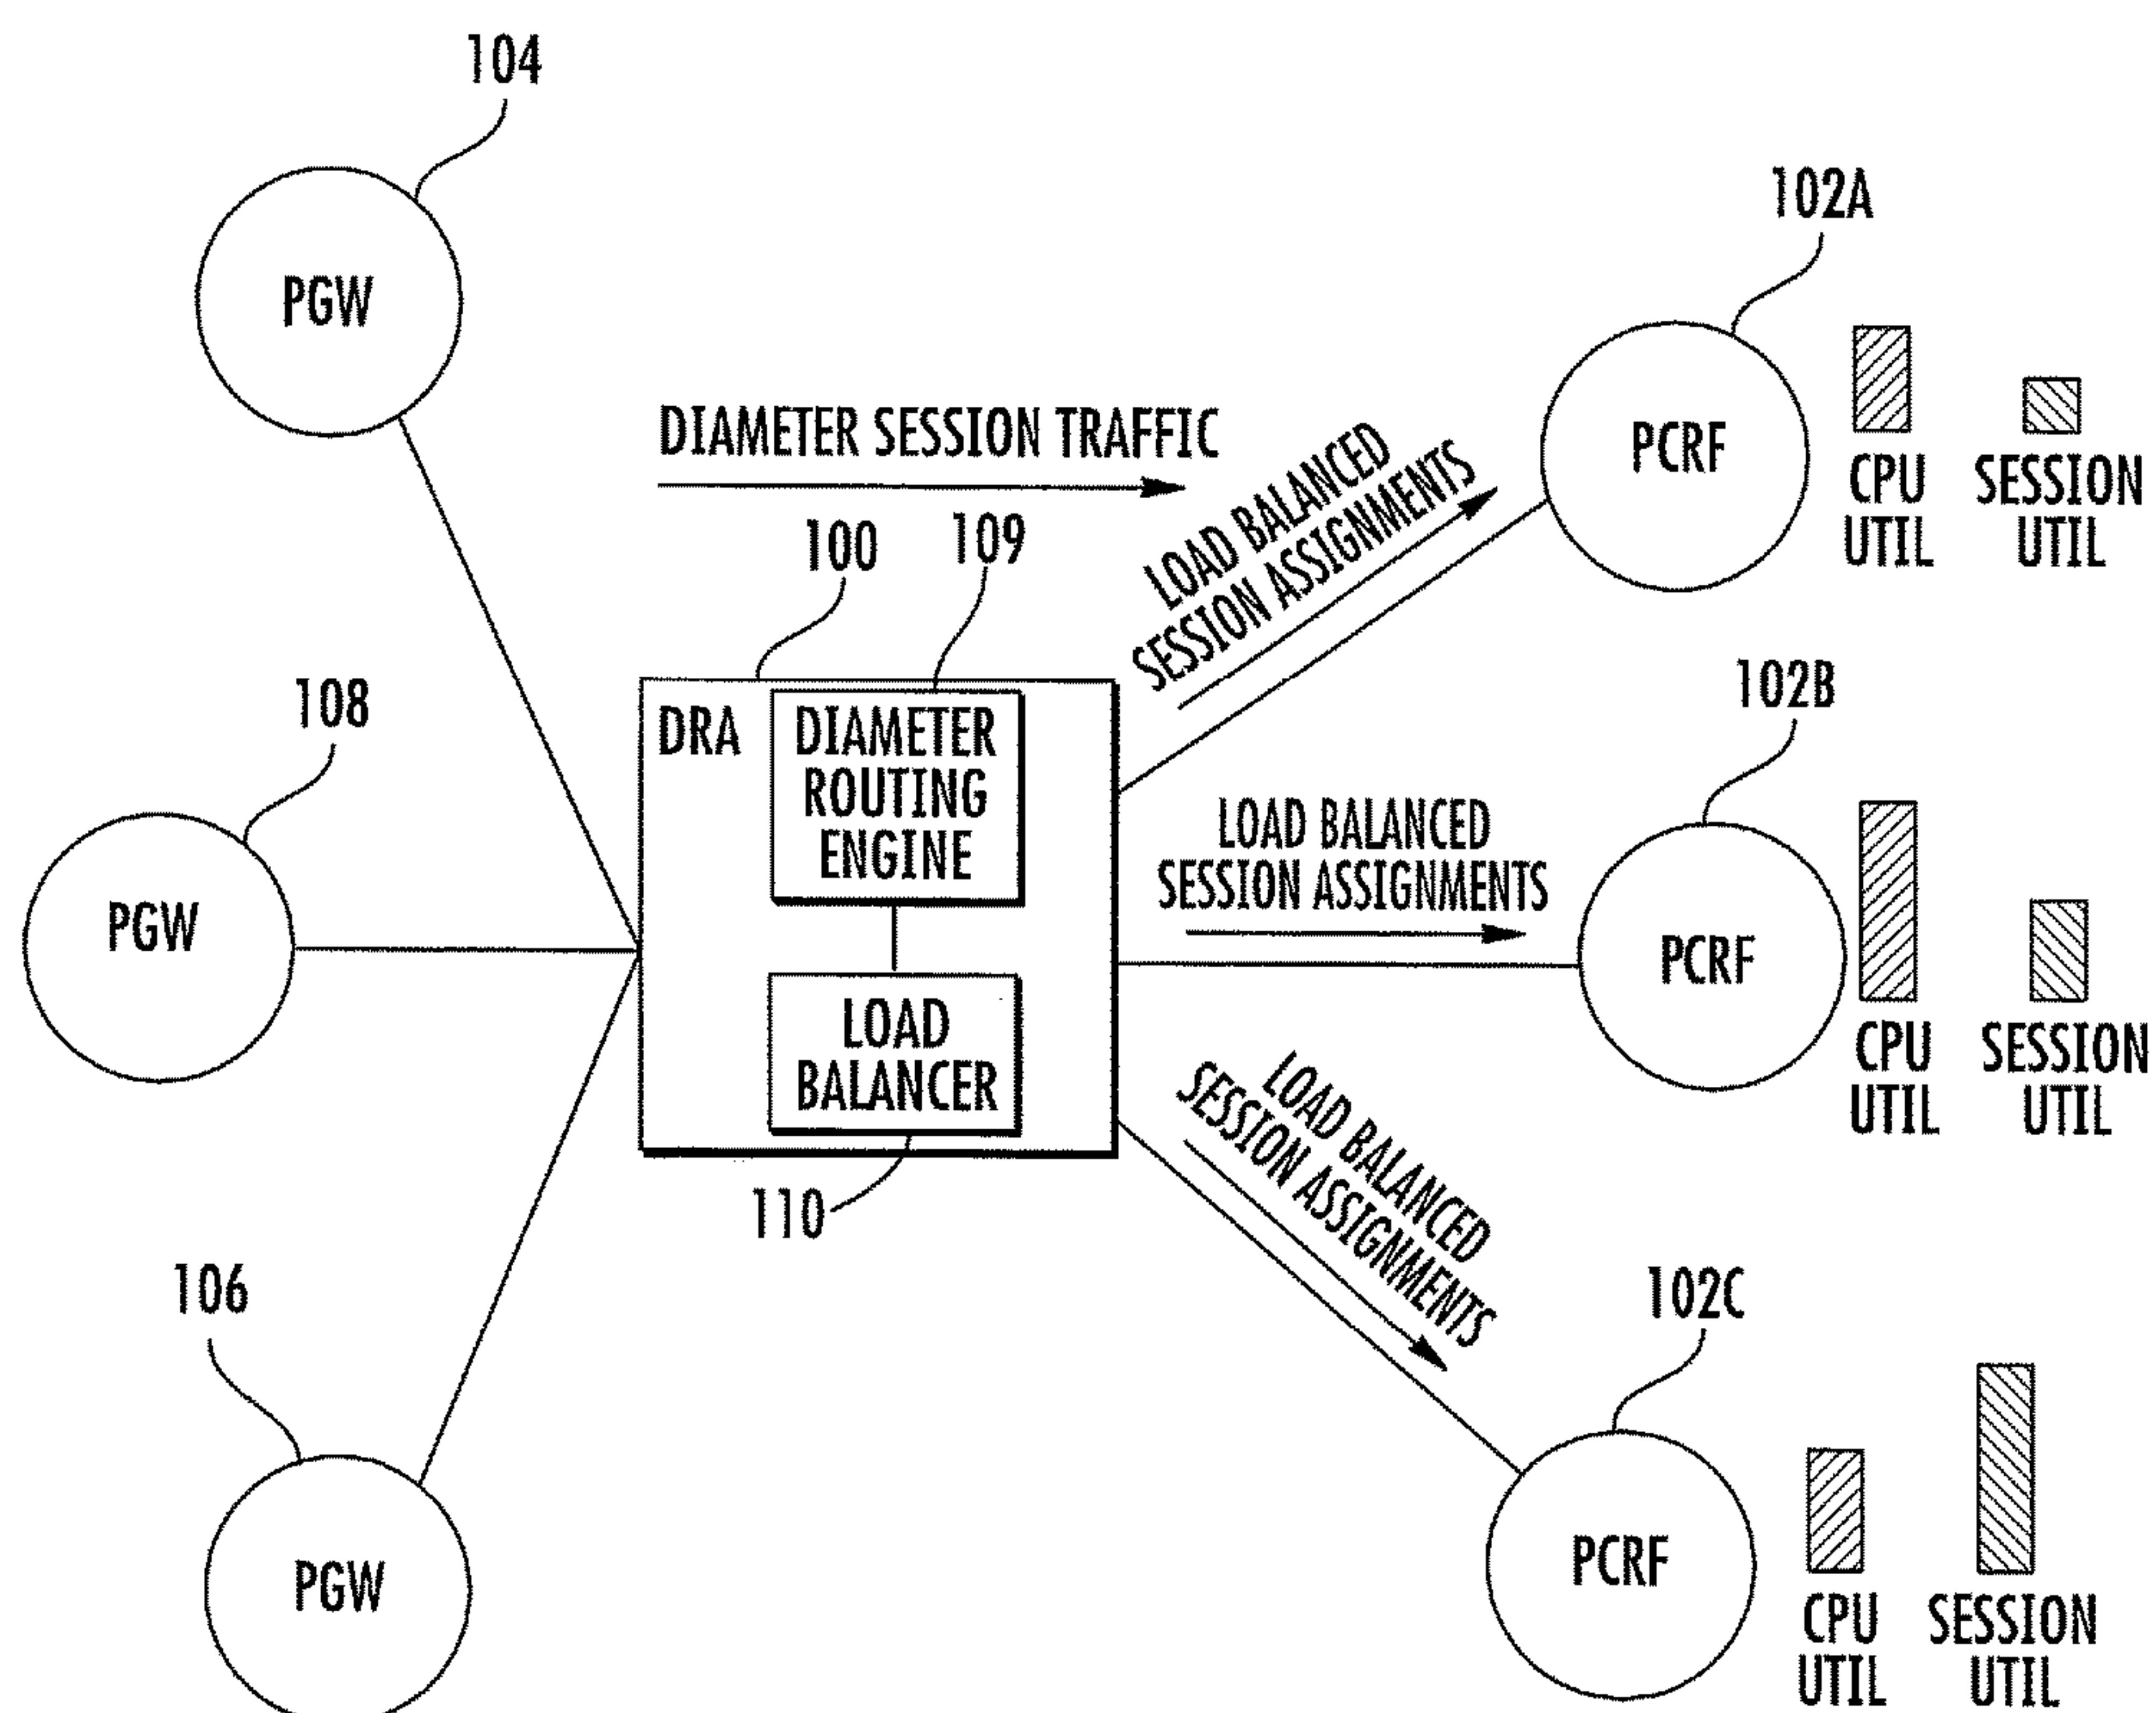 104
PGW
102A
PCRF
CPU
UTIL
SESSION
UTIL
DIAMETER SESSION TRAFFIC
LOAD BALANCED
SESSION ASSIGNMENTS
100
109
108
PGW
DRA
DIAMETER
ROUTING
ENGINE
LOAD
BALANCER
110
LOAD BALANCED
SESSION ASSIGNMENTS
102B
PCRF
CPU
UTIL
SESSION
UTIL
LOAD BALANCED
SESSION ASSIGNMENTS
106
PGW
102C
PCRF
CPU
UTIL
SESSION
UTIL